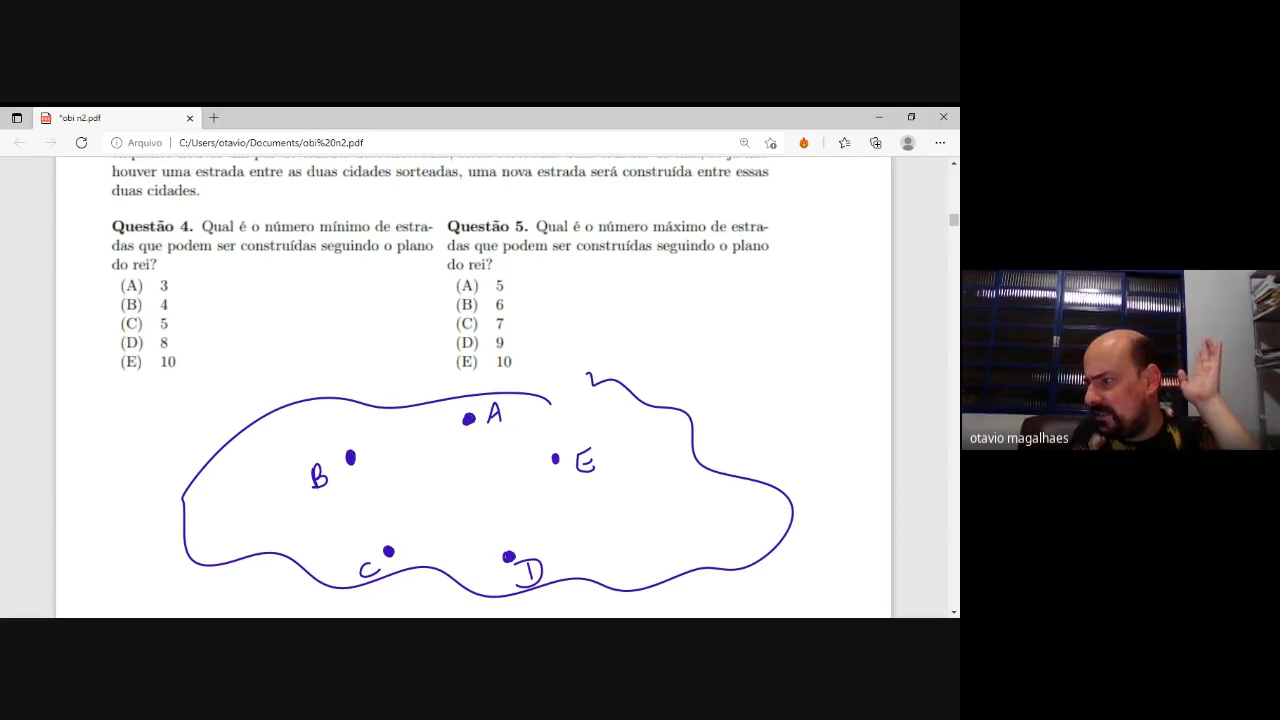 *obi n2.pdf
Arquivo C:/Users/otavio/Documents/obi%20n2.pdf
houver uma estrada entre as duas cidades sorteadas, uma nova estrada será construída entre essas
duas cidades.
Questão 4. Qual é o número mínimo de estra-
das que podem ser construídas seguindo o plano
do rei?
(A) 3
(B) 4
(C) 5
(D) 8
(E) 10
Questão 5. Qual é o número máximo de estra-
das que podem ser construídas seguindo o plano
do rei?
(A) 5
(B) 6
(C) 7
(D) 9
(E) 10
A
B
E
C
D
otavio magalhaes